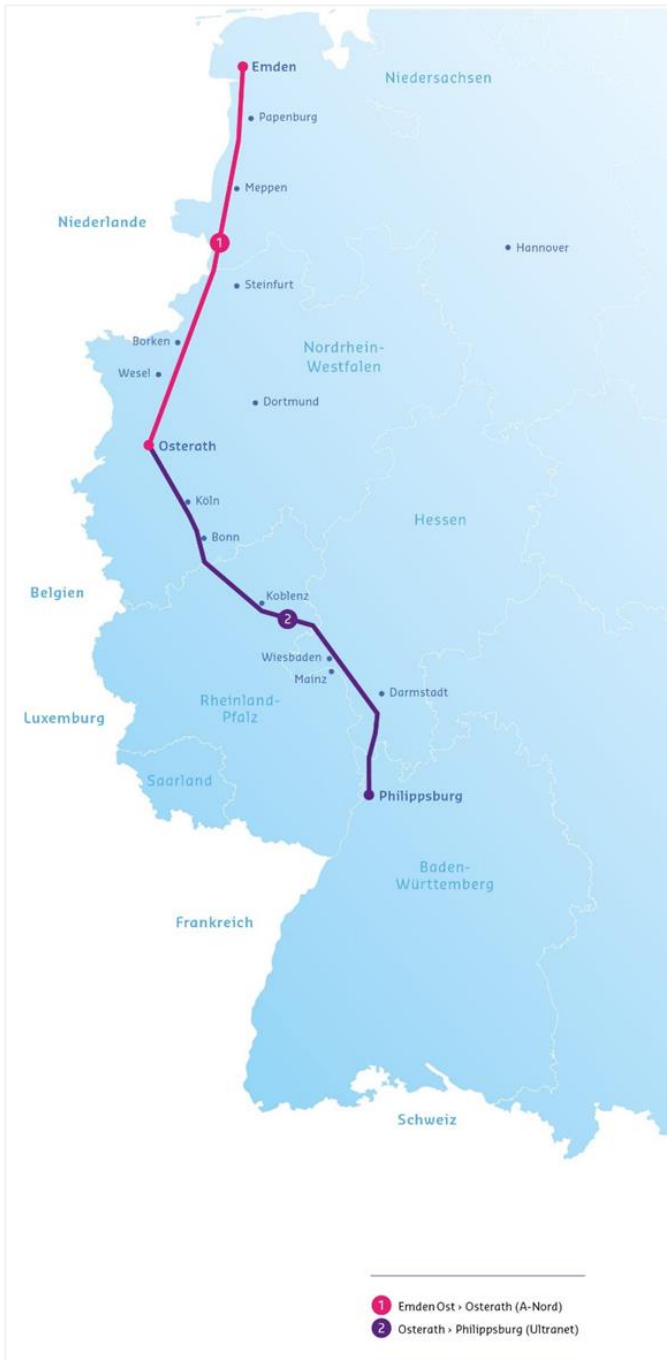 Emden
Niedersachsen
Papenburg
Meppen
Niederlande
1
Hannover
Steinfurt
Borken
Nordrhein-
Westfalen
Wesel
Dortmund
Osterath
Köln
Hessen
Bonn
Belgien
Koblenz
2
Wiesbaden
Mainz
Darmstadt
Rheinland-
Pfalz
Luxemburg
Saarland
Philippsburg
Baden-
Württemberg
Frankreich
Schweiz
1 Emden Ost › Osterath (A-Nord)
2 Osterath › Philippsburg (Ultranet)